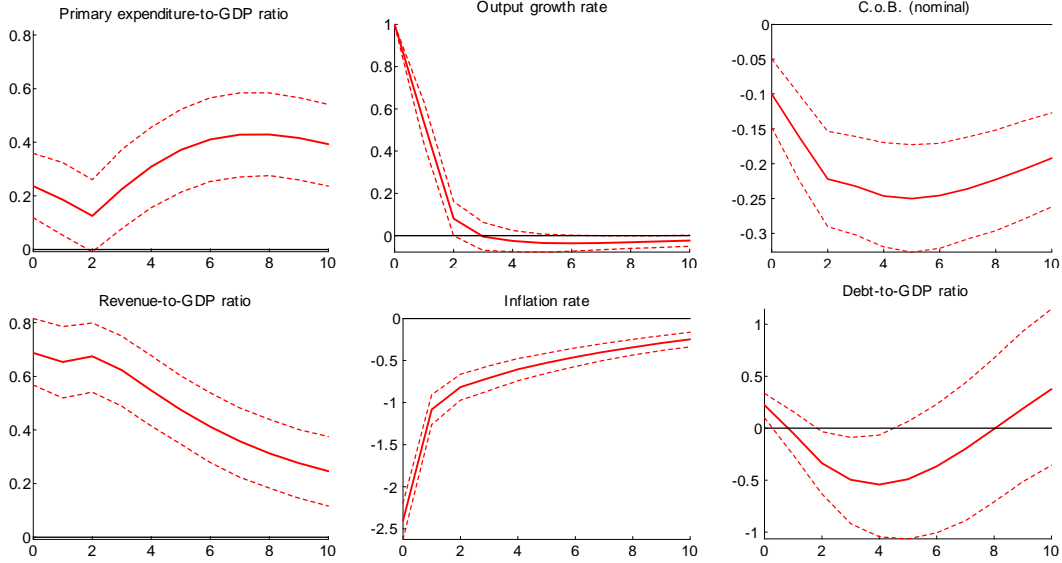 Primary expenditure-to-GDP ratio
0.8
0.6
0.4
0.2
0
0 2 4 6 8 10
Output growth rate
1
0.8
0.6
0.4
0.2
0
0 2 4 6 8 10
C.o.B. (nominal)
0
-0.05
-0.1
-0.15
-0.2
-0.25
-0.3
0 2 4 6 8 10
Revenue-to-GDP ratio
0.8
0.6
0.4
0.2
0
0 2 4 6 8 10
Inflation rate
0
-0.5
-1
-1.5
-2
-2.5
0 2 4 6 8 10
Debt-to-GDP ratio
1
0.5
0
-0.5
-1
0 2 4 6 8 10